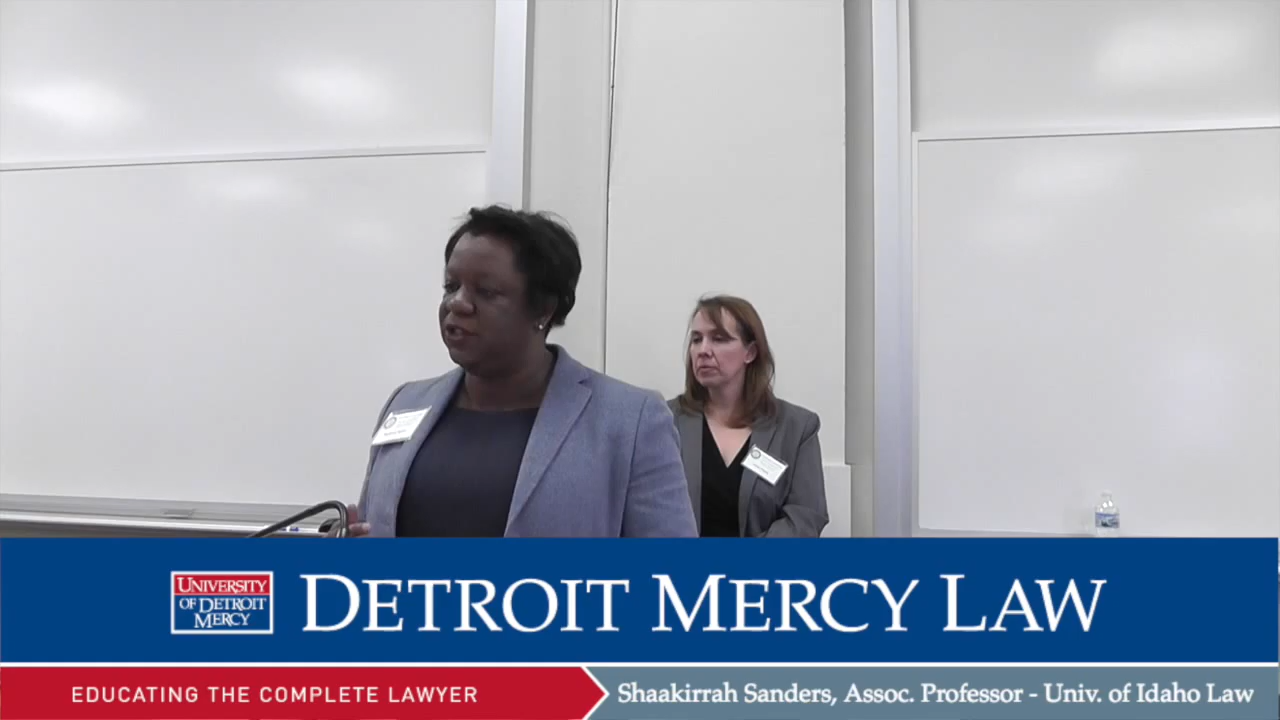 UNIVERSITY
OF DETROIT
MERCY
DETROIT MERCY LAW
EDUCATING THE COMPLETE LAWYER
Shaakirrah Sanders, Assoc. Professor - Univ. of Idaho Law